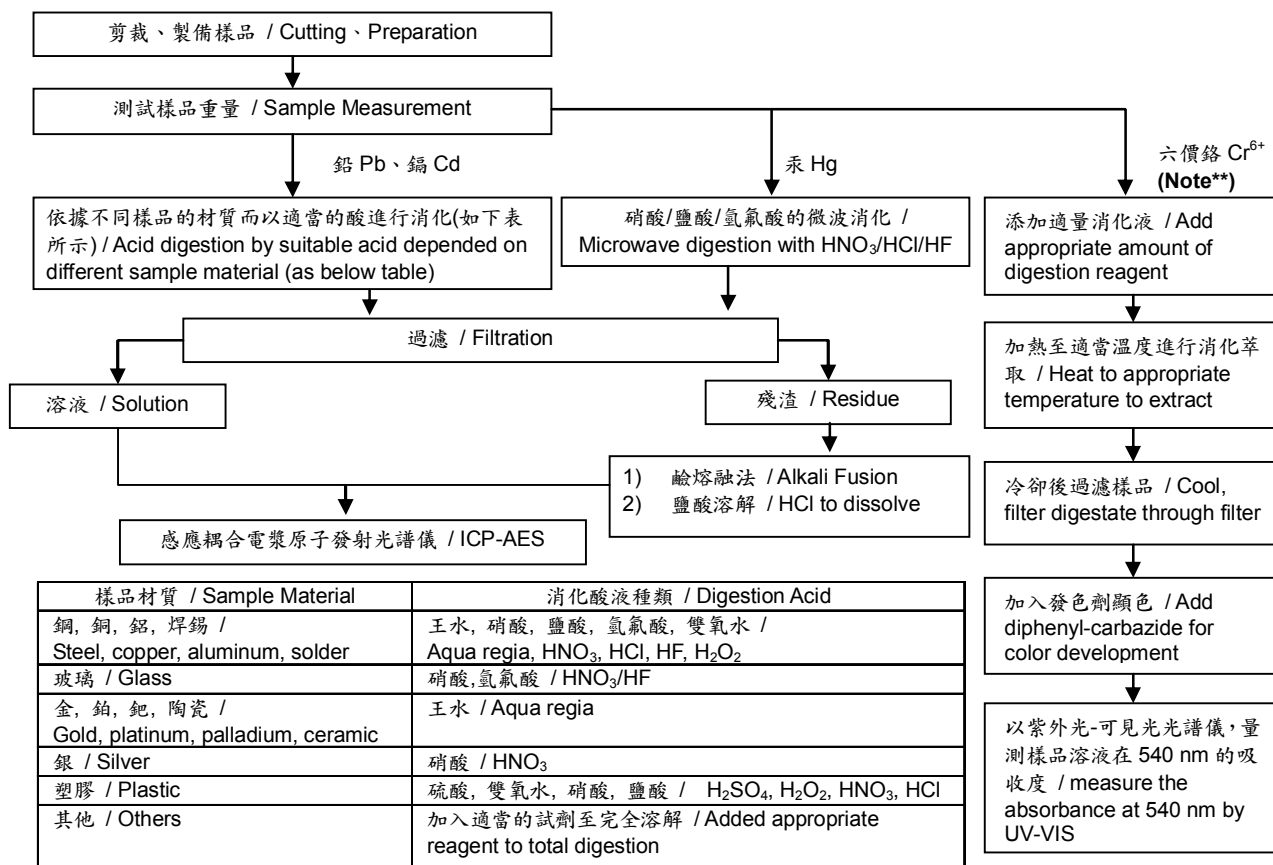 剪裁、製備樣品 / Cutting、Preparation
測試樣品重量 / Sample Measurement
鉛 Pb、鎘 Cd
汞 Hg
六價鉻 Cr⁶⁺
(Note**)
依據不同樣品的材質而以適當的酸進行消化(如下表
所示) / Acid digestion by suitable acid depended on
different sample material (as below table)
硝酸/鹽酸/氫氟酸的微波消化 /
Microwave digestion with HNO₃/HCl/HF
添加適量消化液 / Add
appropriate amount of
digestion reagent
過濾 / Filtration
加熱至適當溫度進行消化萃
取 / Heat to appropriate
temperature to extract
溶液 / Solution
殘渣 / Residue
1) 鹼熔融法 / Alkali Fusion
2) 鹽酸溶解 / HCl to dissolve
冷卻後過濾樣品 / Cool,
filter digestate through filter
感應耦合電漿原子發射光譜儀 / ICP-AES
加入發色劑顯色 / Add
diphenyl-carbazide for
color development
以紫外光-可見光光譜儀，量
測樣品溶液在 540 nm 的吸
收度 / measure the
absorbance at 540 nm by
UV-VIS
樣品材質 / Sample Material 消化酸液種類 / Digestion Acid
鋼, 銅, 鋁, 焊錫 / 王水, 硝酸, 鹽酸, 氫氟酸, 雙氧水 /
Steel, copper, aluminum, solder Aqua regia, HNO₃, HCl, HF, H₂O₂
玻璃 / Glass 硝酸,氫氟酸 / HNO₃/HF
金, 鉑, 鈀, 陶瓷 / 王水 / Aqua regia
Gold, platinum, palladium, ceramic
銀 / Silver 硝酸 / HNO₃
塑膠 / Plastic 硫酸, 雙氧水, 硝酸, 鹽酸 / H₂SO₄, H₂O₂, HNO₃, HCl
其他 / Others 加入適當的試劑至完全溶解 / Added appropriate
reagent to total digestion